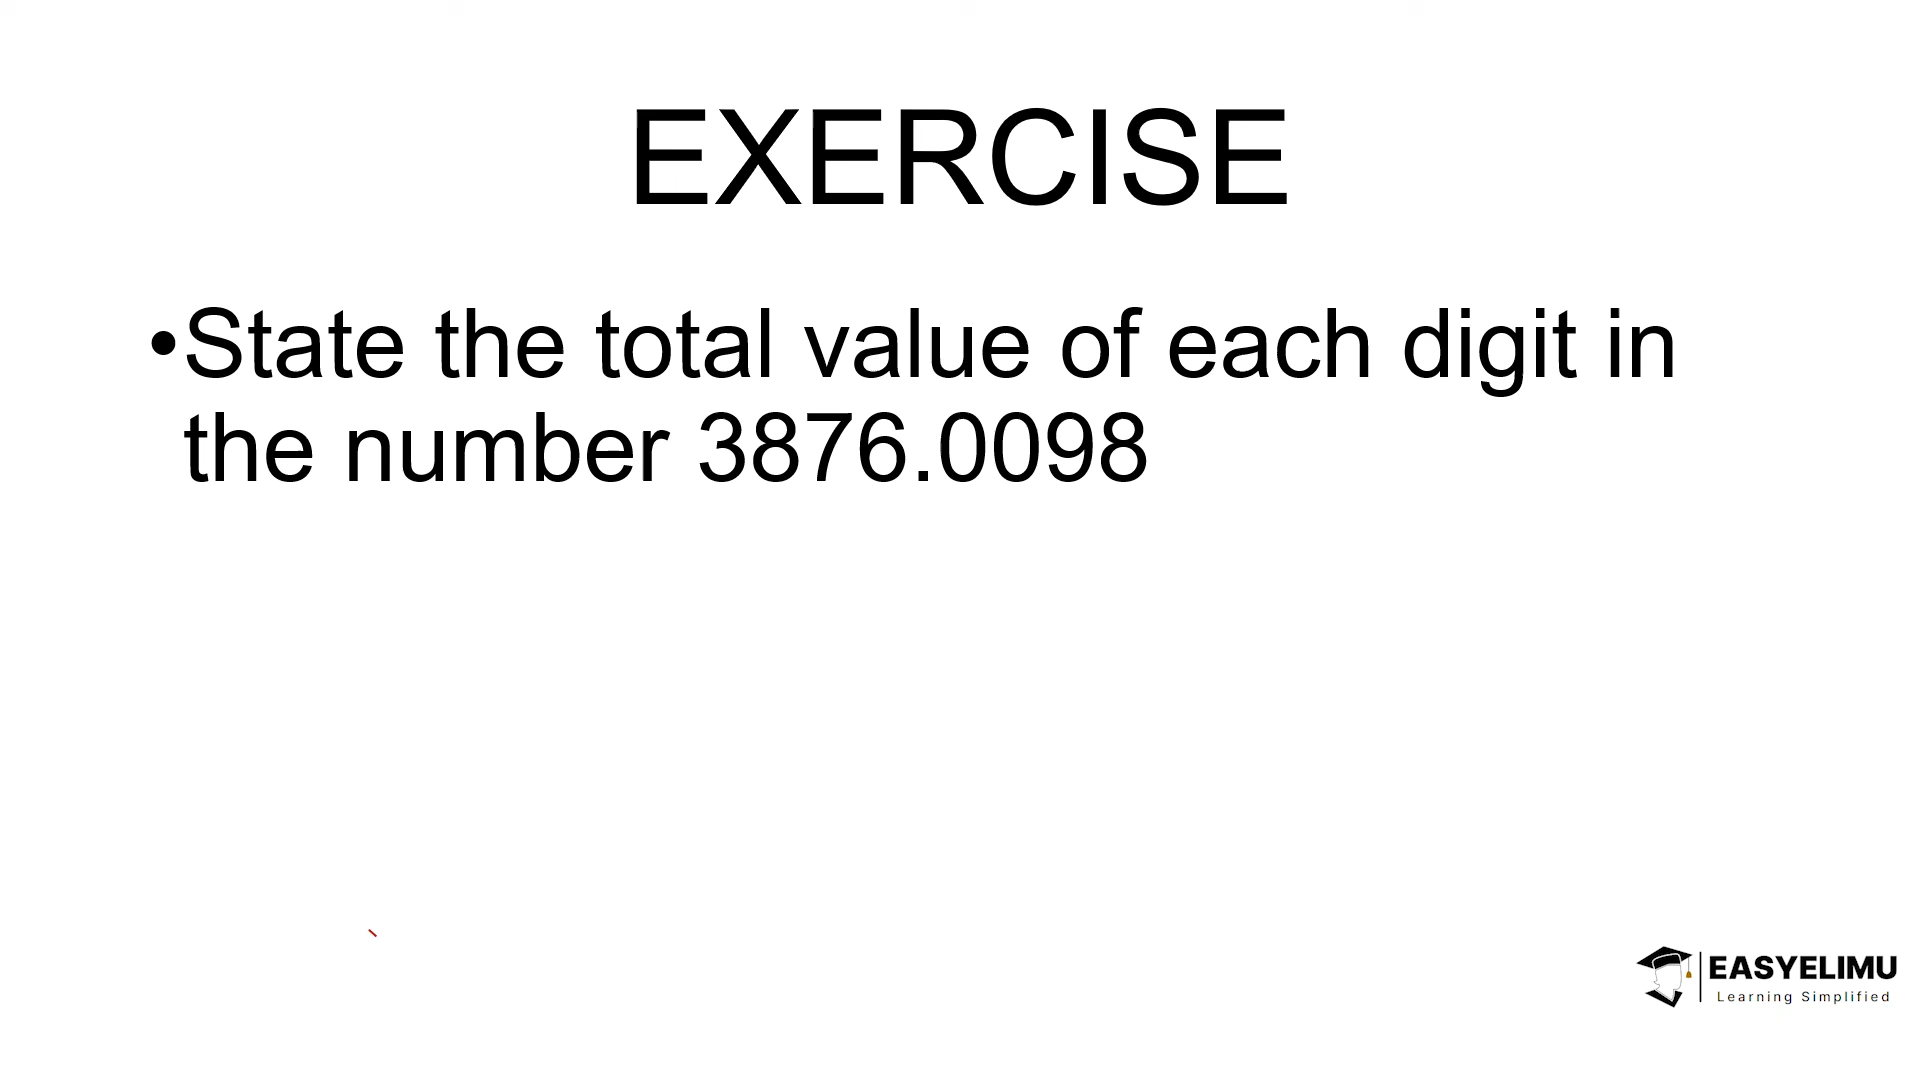 EXERCISE
•State the total value of each digit in
the number 3876.0098
EASYELIMU
Learning Simplified